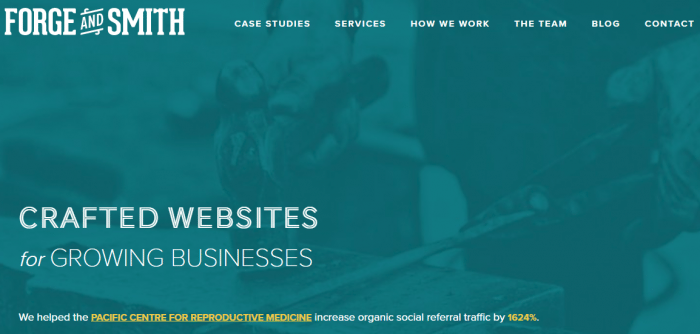 FORGE AND SMITH
CASE STUDIES SERVICES HOW WE WORK THE TEAM BLOG CONTACT
CRAFTED WEBSITES
for GROWING BUSINESSES
We helped the PACIFIC CENTRE FOR REPRODUCTIVE MEDICINE increase organic social referral traffic by 1624%.